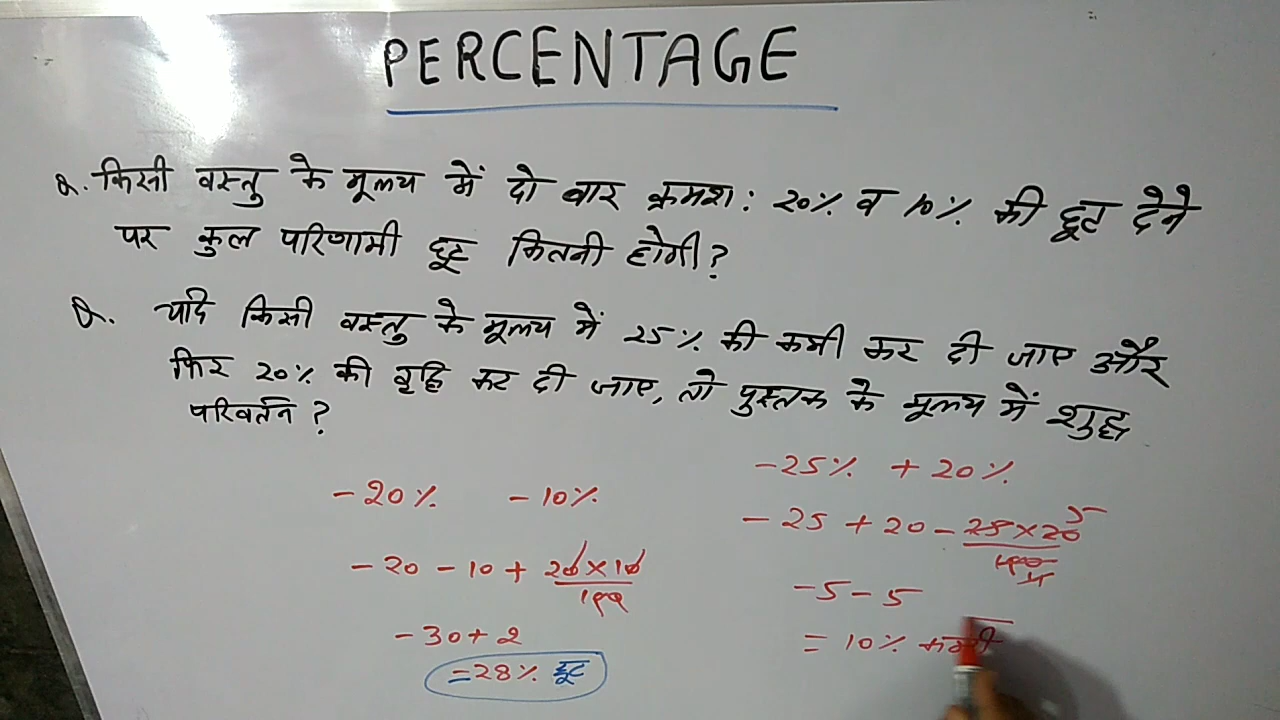 PERCENTAGE
Q. किसी वस्तु के मूल्य में दो बार क्रमश: 20% व 10% की छूट देने
पर कुल परिणामी छूट कितनी होगी?
Q. यदि किसी वस्तु के मूल्य में 25% की कमी कर दी जाए और
फिर 20% की वृद्धि कर दी जाए, तो पुस्तक के मूल्य में शुद्ध
परिवर्तन?
-20% -10%
-20 - 10 + 20×10/100
-30+2
=28% छूट
-25% +20%
-25 + 20 - 25×20/100 5
4
-5-5
= 10% कमी